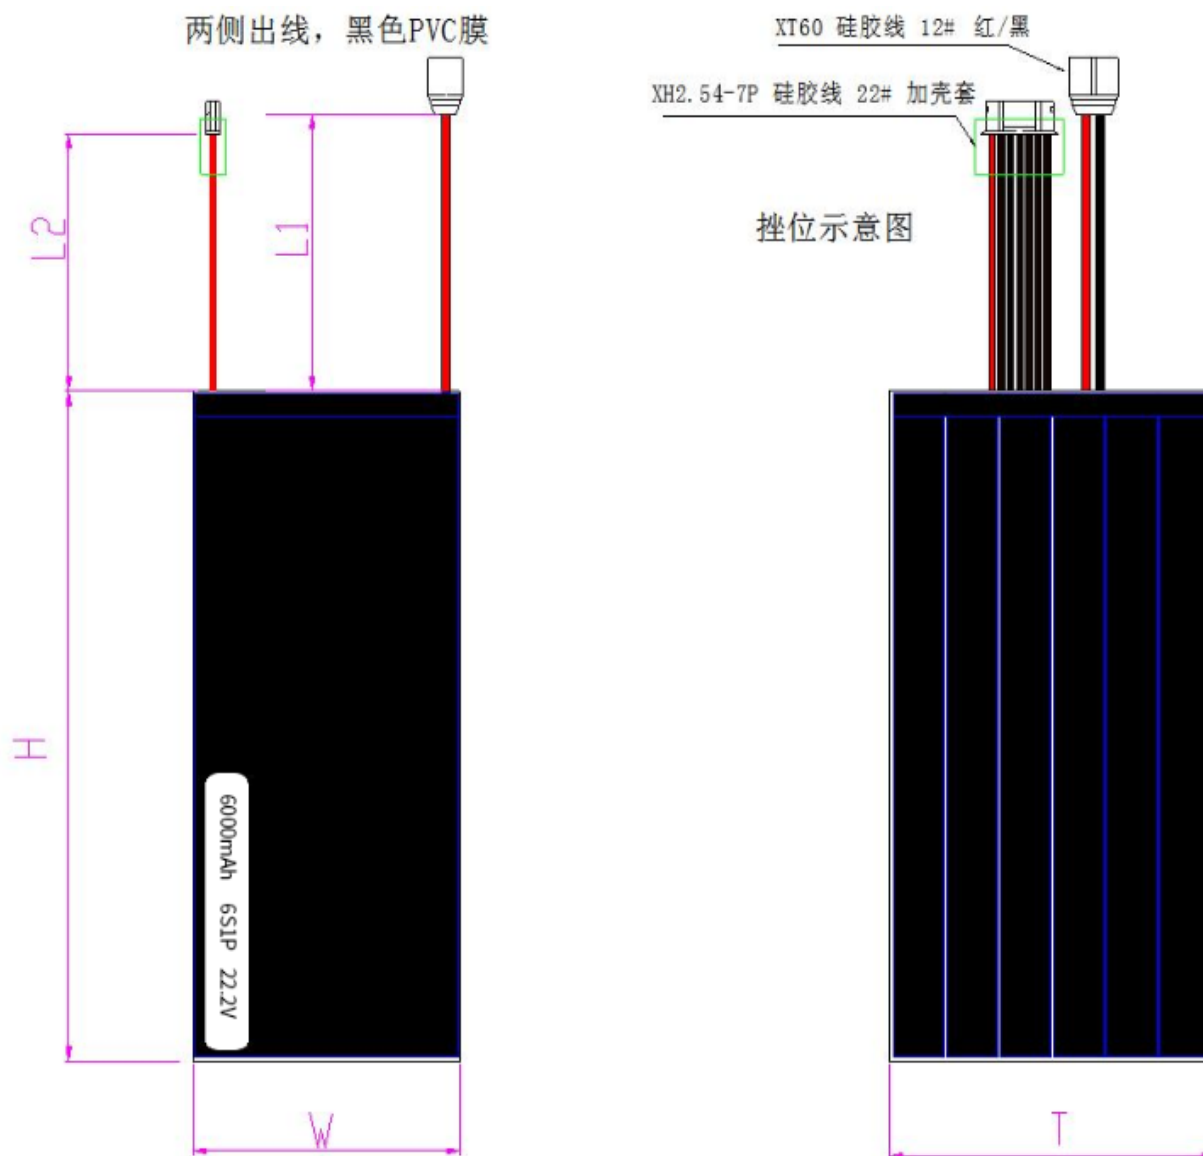 两侧出线，黑色PVC膜
XT60 硅胶线 12# 红/黑
XH2.54-7P 硅胶线 22# 加壳套
挫位示意图
L2
L1
H
6000mAh 6S1P 22.2V
W
T